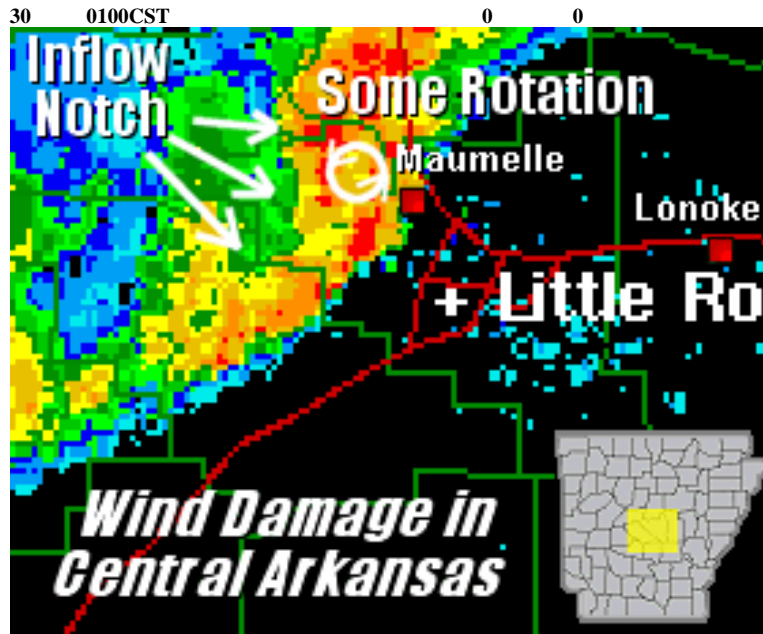 30 0100CST 0 0
Inflow
Notch
Some Rotation
Maumelle
Lonoke
+ Little Ro
Wind Damage in
Central Arkansas